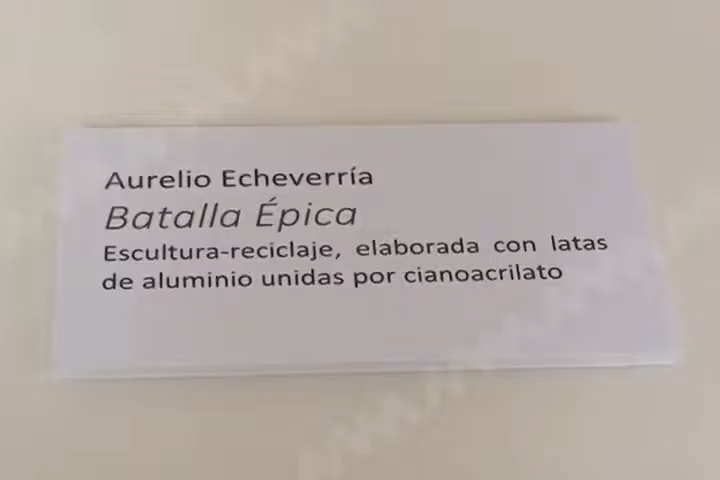 Aurelio Echeverría
Batalla Épica
Escultura-reciclaje, elaborada con latas
de aluminio unidas por cianoacrilato